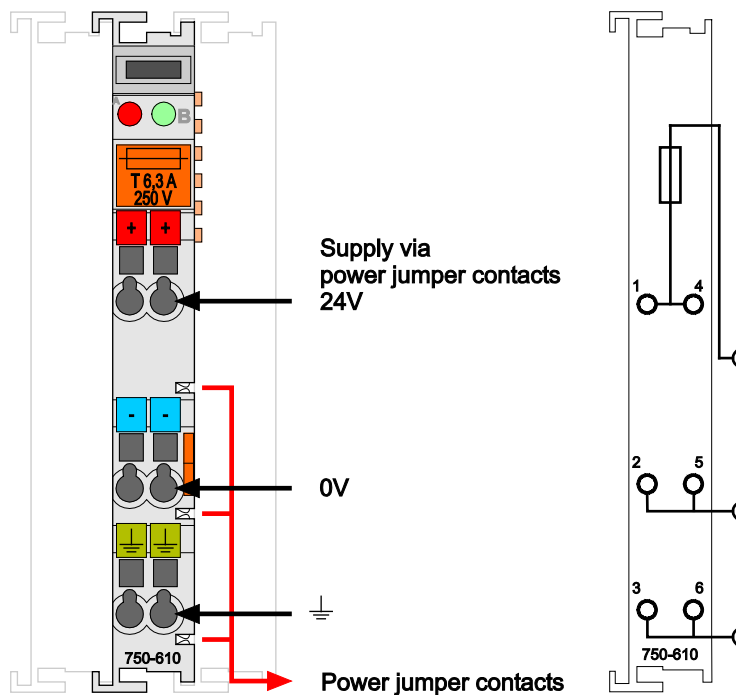 A
B
T 6,3 A
250 V
+ +
Supply via
power jumper contacts
24V
- -
0V
750-610
Power jumper contacts
1 4
2 5
3 6
750-610